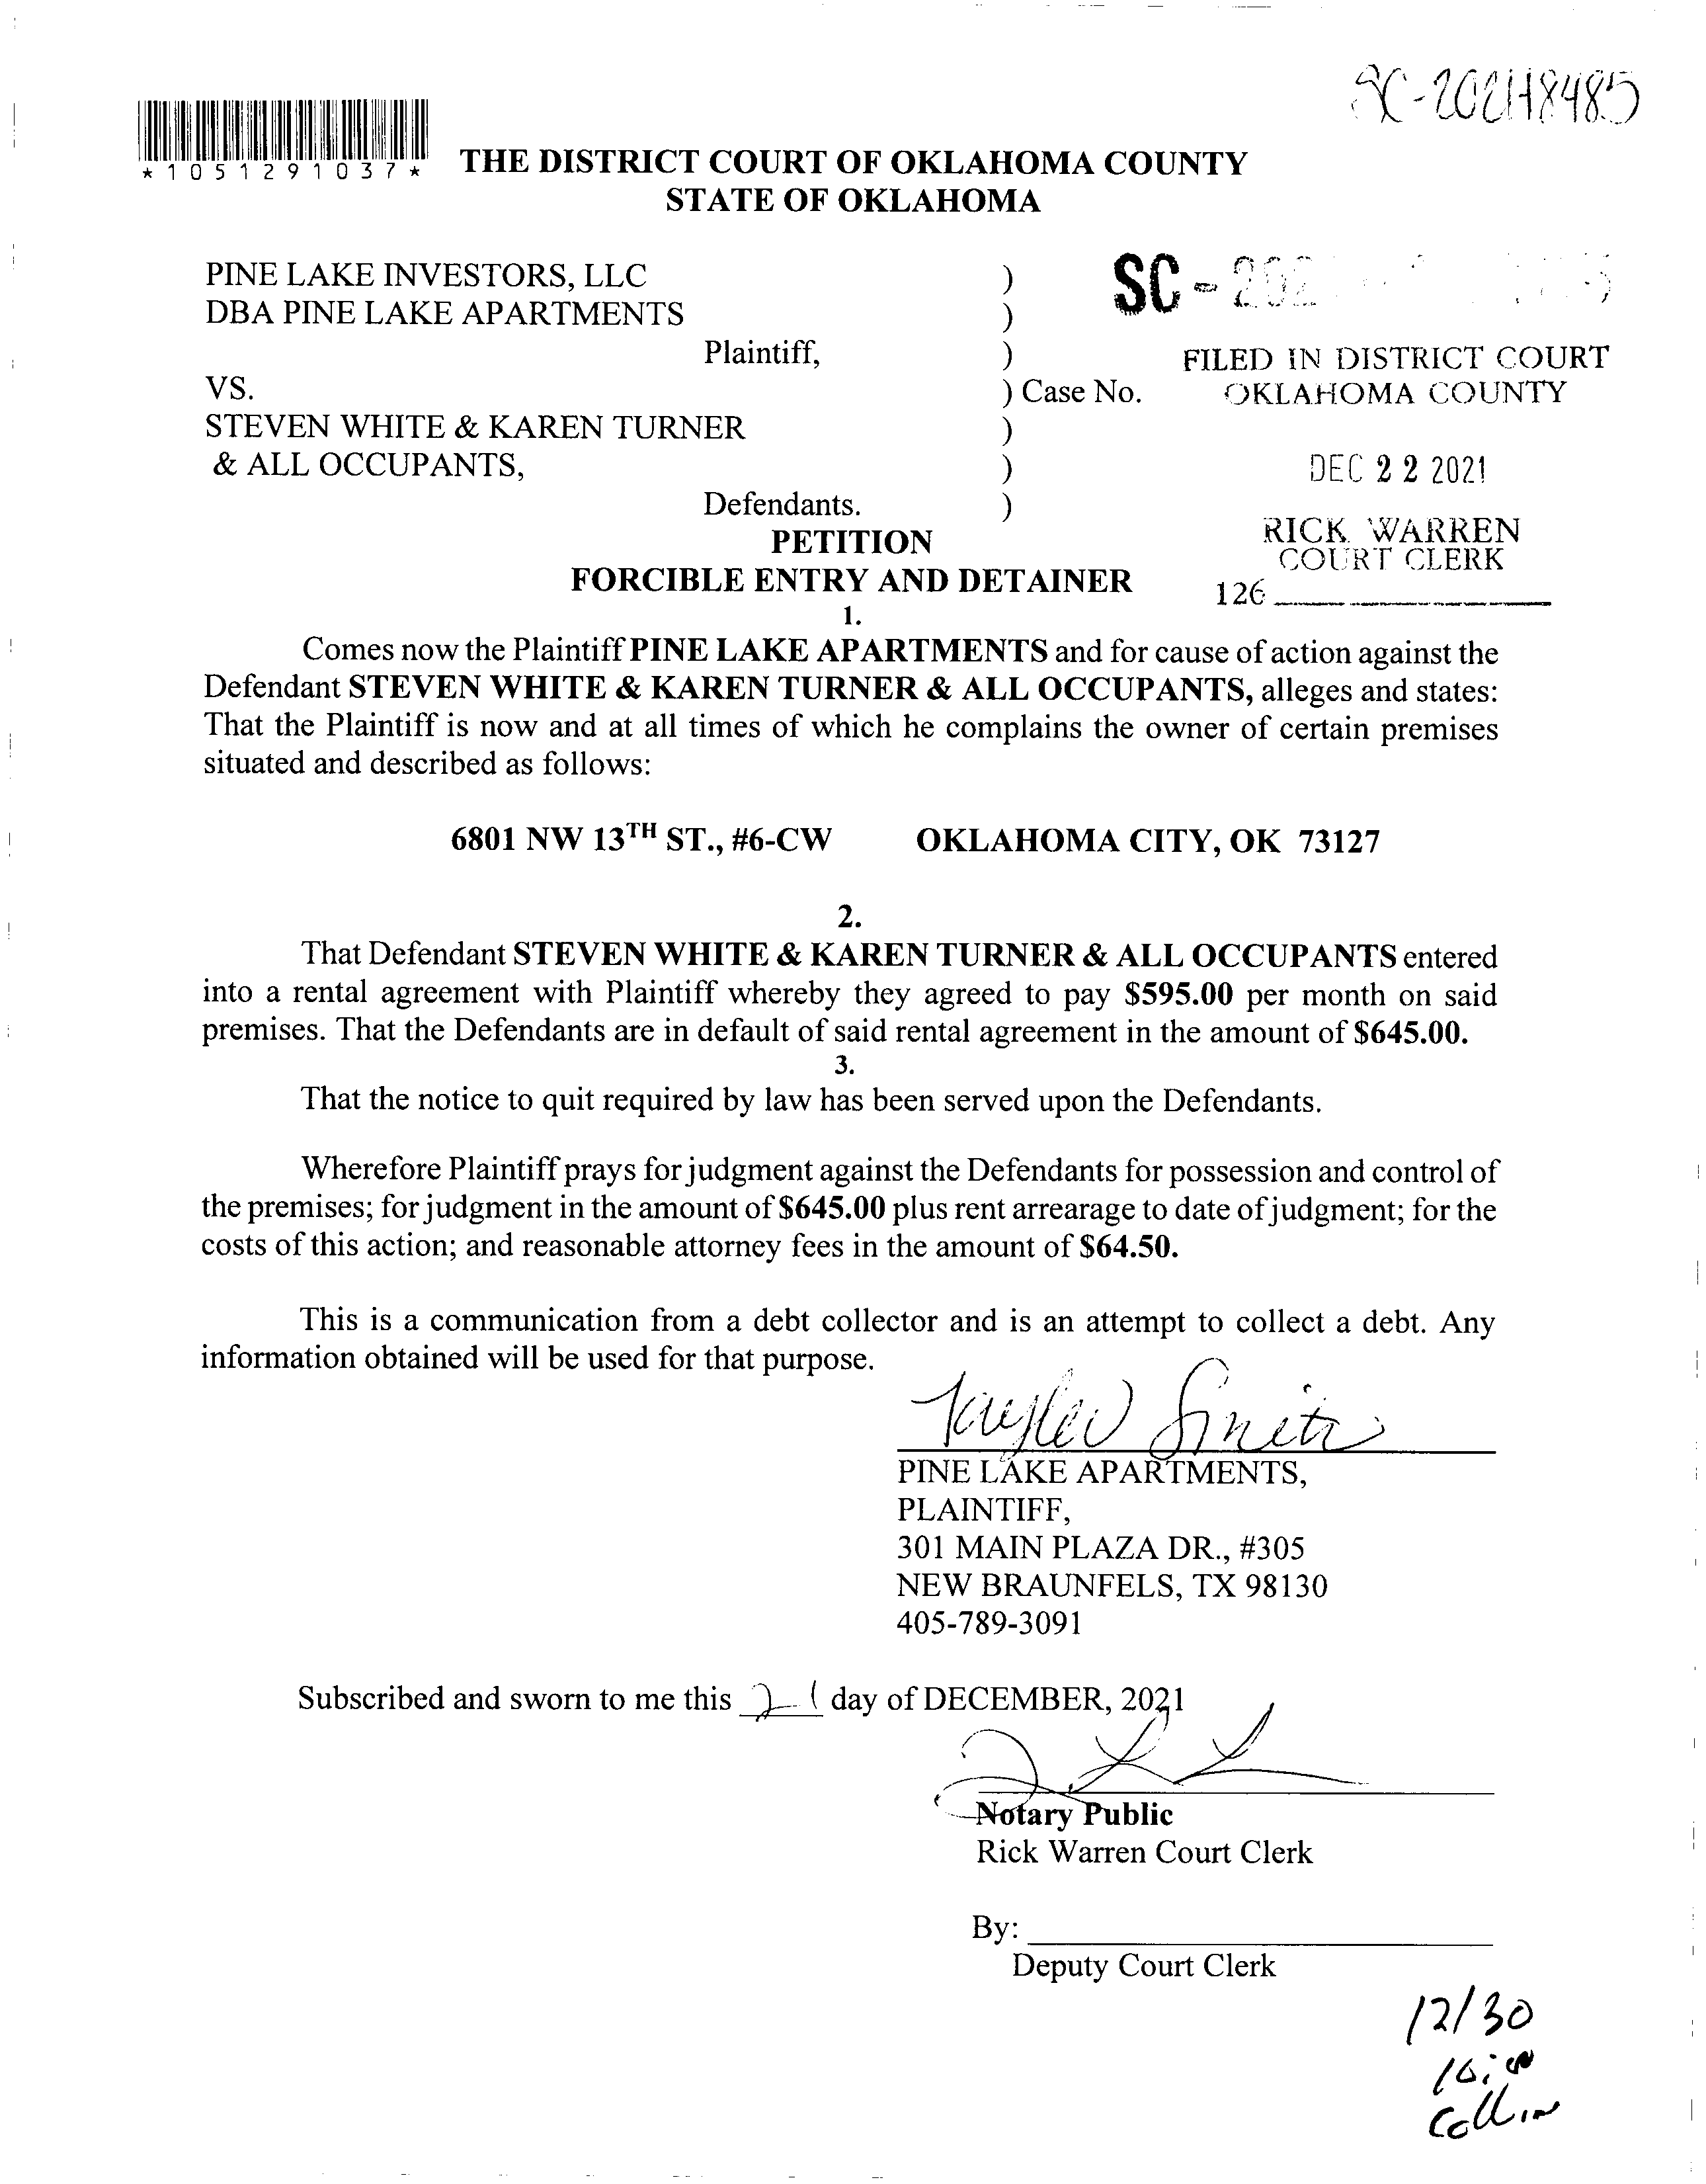 SC-202118485
*1051291037*
THE DISTRICT COURT OF OKLAHOMA COUNTY
STATE OF OKLAHOMA
PINE LAKE INVESTORS, LLC )
DBA PINE LAKE APARTMENTS )
Plaintiff, )
VS. ) Case No.
STEVEN WHITE & KAREN TURNER )
& ALL OCCUPANTS, )
Defendants. )
SC - 202
FILED IN DISTRICT COURT
OKLAHOMA COUNTY
DEC 22 2021
RICK WARREN
COURT CLERK
126
PETITION
FORCIBLE ENTRY AND DETAINER
1.
Comes now the Plaintiff PINE LAKE APARTMENTS and for cause of action against the
Defendant STEVEN WHITE & KAREN TURNER & ALL OCCUPANTS, alleges and states:
That the Plaintiff is now and at all times of which he complains the owner of certain premises
situated and described as follows:
6801 NW 13TH ST., #6-CW OKLAHOMA CITY, OK 73127
2.
That Defendant STEVEN WHITE & KAREN TURNER & ALL OCCUPANTS entered
into a rental agreement with Plaintiff whereby they agreed to pay $595.00 per month on said
premises. That the Defendants are in default of said rental agreement in the amount of $645.00.
3.
That the notice to quit required by law has been served upon the Defendants.
Wherefore Plaintiff prays for judgment against the Defendants for possession and control of
the premises; for judgment in the amount of $645.00 plus rent arrearage to date of judgment; for the
costs of this action; and reasonable attorney fees in the amount of $64.50.
This is a communication from a debt collector and is an attempt to collect a debt. Any
information obtained will be used for that purpose.
Kaylee Smith
PINE LAKE APARTMENTS,
PLAINTIFF,
301 MAIN PLAZA DR., #305
NEW BRAUNFELS, TX 98130
405-789-3091
Subscribed and sworn to me this 21 day of DECEMBER, 2021
Notary Public
Rick Warren Court Clerk
By:
Deputy Court Clerk
12/30
Collin